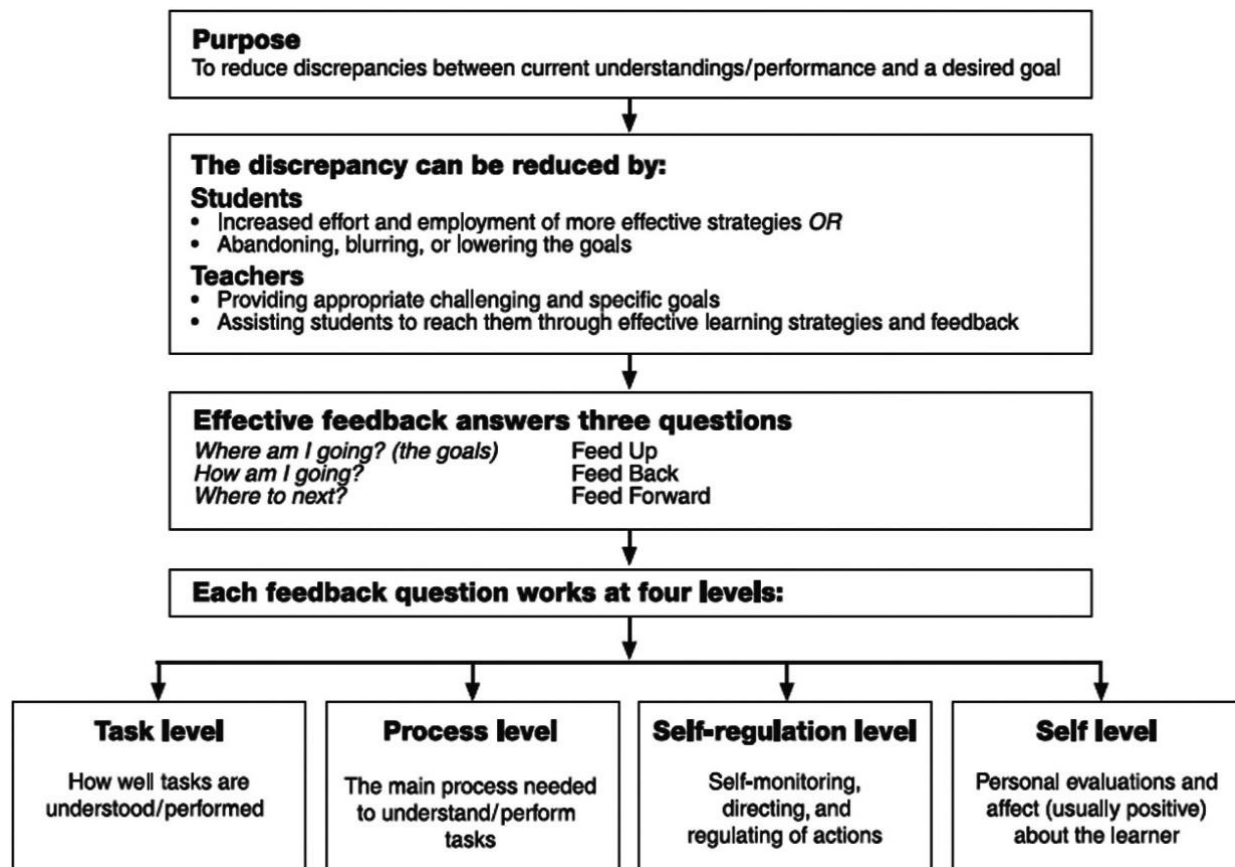 Purpose
To reduce discrepancies between current understandings/performance and a desired goal
The discrepancy can be reduced by:
Students
• Increased effort and employment of more effective strategies OR
• Abandoning, blurring, or lowering the goals
Teachers
• Providing appropriate challenging and specific goals
• Assisting students to reach them through effective learning strategies and feedback
Effective feedback answers three questions
Where am I going? (the goals) Feed Up
How am I going? Feed Back
Where to next? Feed Forward
Each feedback question works at four levels:
Task level
How well tasks are
understood/performed
Process level
The main process needed
to understand/perform
tasks
Self-regulation level
Self-monitoring,
directing, and
regulating of actions
Self level
Personal evaluations and
affect (usually positive)
about the learner